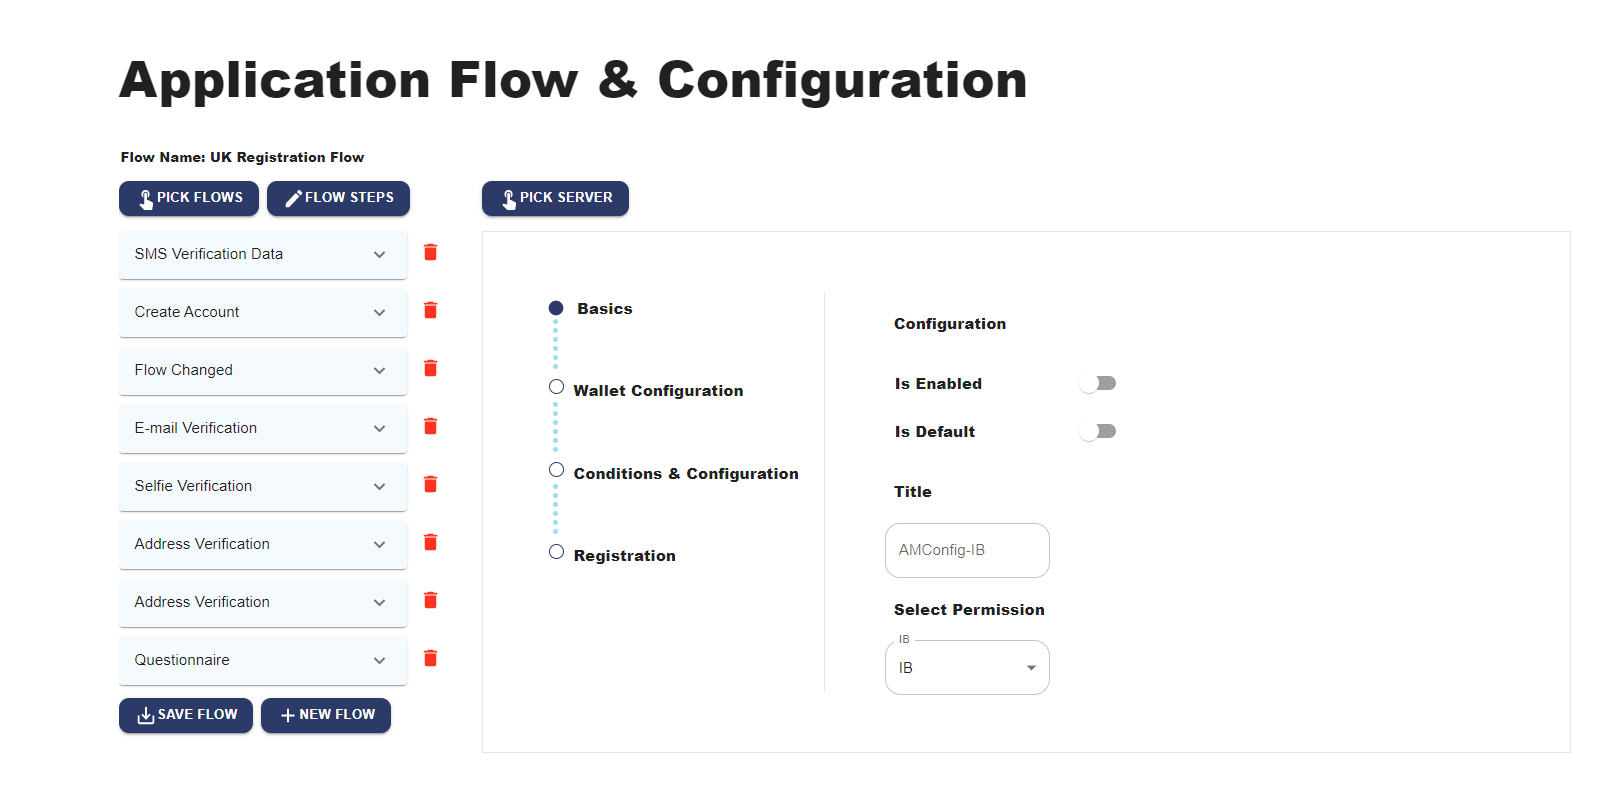 Application Flow & Configuration
Flow Name: UK Registration Flow
PICK FLOWS
FLOW STEPS
PICK SERVER
SMS Verification Data
Create Account
Flow Changed
E-mail Verification
Selfie Verification
Address Verification
Address Verification
Questionnaire
SAVE FLOW
NEW FLOW
Basics
Wallet Configuration
Conditions & Configuration
Registration
Configuration
Is Enabled
Is Default
Title
AMConfig-IB
Select Permission
IB
IB